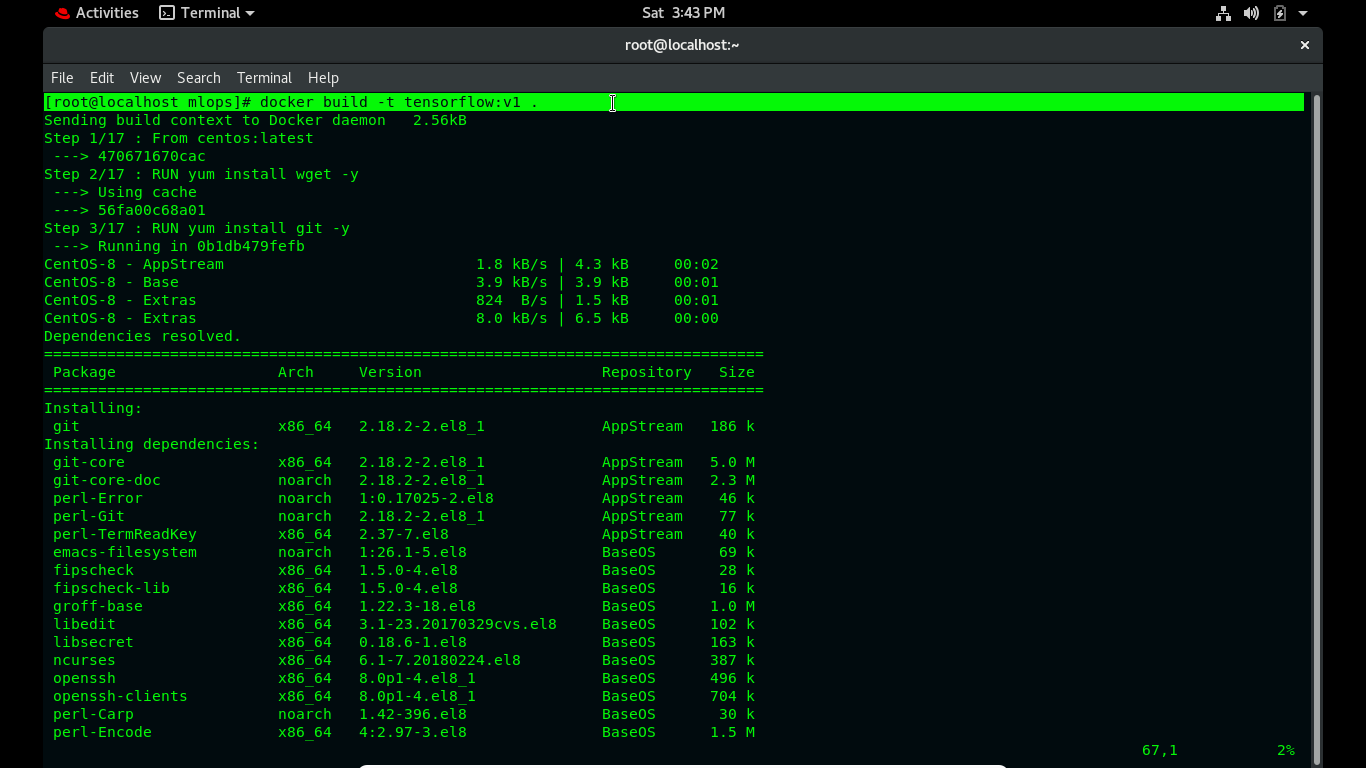 Activities Terminal Sat 3:43 PM
root@localhost:~ ×
File Edit View Search Terminal Help
[root@localhost mlops]# docker build -t tensorflow:v1 .
Sending build context to Docker daemon   2.56kB
Step 1/17 : From centos:latest
 ---> 470671670cac
Step 2/17 : RUN yum install wget -y
 ---> Using cache
 ---> 56fa00c68a01
Step 3/17 : RUN yum install git -y
 ---> Running in 0b1db479fefb
CentOS-8 - AppStream                            1.8 kB/s | 4.3 kB     00:02
CentOS-8 - Base                                 3.9 kB/s | 3.9 kB     00:01
CentOS-8 - Extras                               824  B/s | 1.5 kB     00:01
CentOS-8 - Extras                               8.0 kB/s | 6.5 kB     00:00
Dependencies resolved.
================================================================================
 Package                  Arch     Version                    Repository   Size
================================================================================
Installing:
 git                      x86_64   2.18.2-2.el8_1             AppStream   186 k
Installing dependencies:
 git-core                 x86_64   2.18.2-2.el8_1             AppStream   5.0 M
 git-core-doc             noarch   2.18.2-2.el8_1             AppStream   2.3 M
 perl-Error               noarch   1:0.17025-2.el8            AppStream    46 k
 perl-Git                 noarch   2.18.2-2.el8_1             AppStream    77 k
 perl-TermReadKey         x86_64   2.37-7.el8                 AppStream    40 k
 emacs-filesystem         noarch   1:26.1-5.el8               BaseOS       69 k
 fipscheck                x86_64   1.5.0-4.el8                BaseOS       28 k
 fipscheck-lib            x86_64   1.5.0-4.el8                BaseOS       16 k
 groff-base               x86_64   1.22.3-18.el8              BaseOS      1.0 M
 libedit                  x86_64   3.1-23.20170329cvs.el8     BaseOS      102 k
 libsecret                x86_64   0.18.6-1.el8               BaseOS      163 k
 ncurses                  x86_64   6.1-7.20180224.el8         BaseOS      387 k
 openssh                  x86_64   8.0p1-4.el8_1              BaseOS      496 k
 openssh-clients          x86_64   8.0p1-4.el8_1              BaseOS      704 k
 perl-Carp                noarch   1.42-396.el8               BaseOS       30 k
 perl-Encode              x86_64   4:2.97-3.el8               BaseOS      1.5 M
67,1 2%